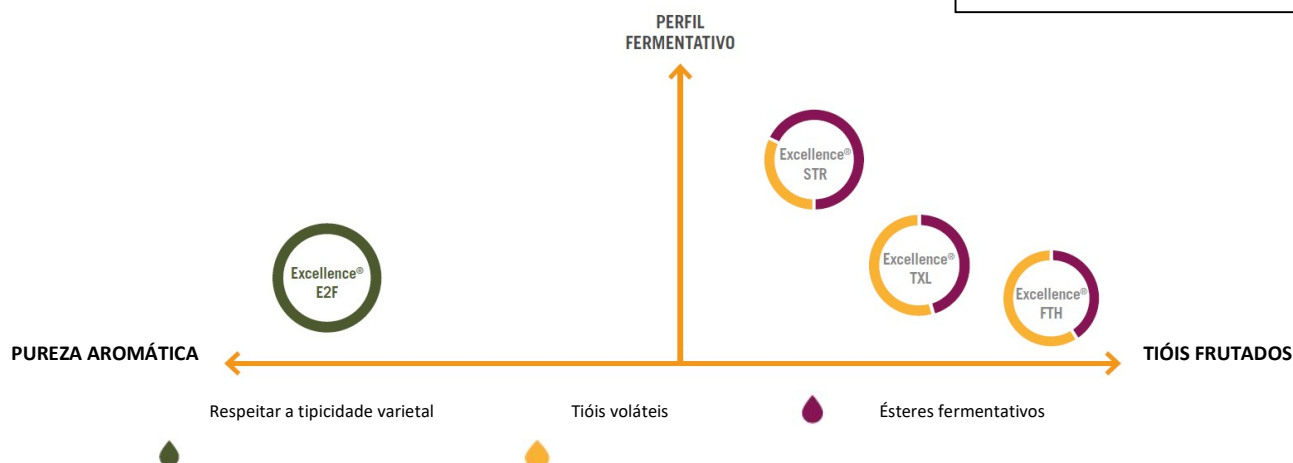 PERFIL
FERMENTATIVO
Excellence®
STR
Excellence®
E2F
Excellence®
TXL
Excellence®
FTH
PUREZA AROMÁTICA
TIÓIS FRUTADOS
Respeitar a tipicidade varietal
Tióis voláteis
Ésteres fermentativos